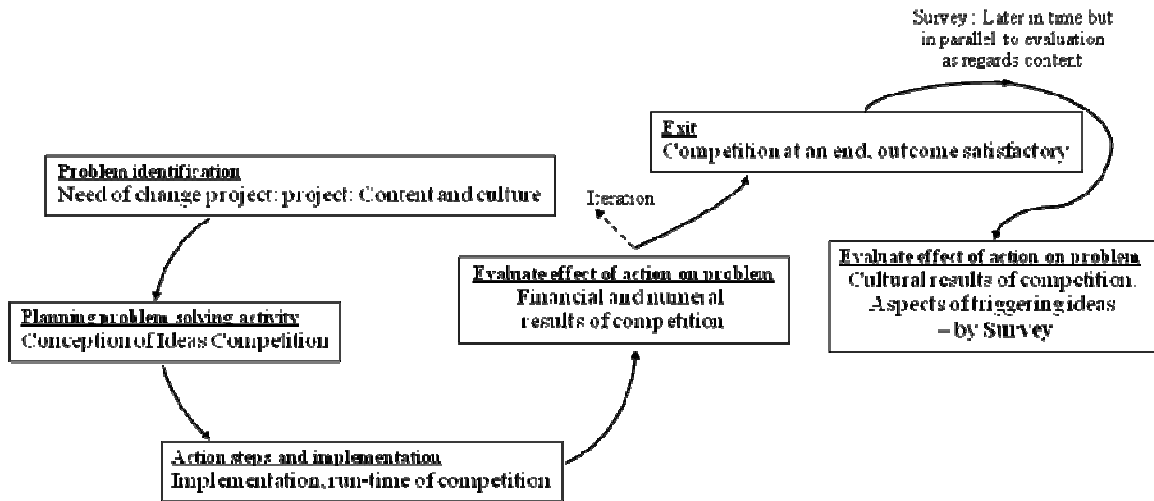 Survey : Later in time but
in parallel to evaluation
as regards content
Exit
Competition at an end, outcome satisfactory
Problem identification
Need of change project: project: Content and culture
Iteration
Evaluate effect of action on problem
Financial and numeral
results of competition
Evaluate effect of action on problem
Cultural results of competition.
Aspects of triggering ideas
– by Survey
Planning problem solving activity
Conception of Ideas Competition
Action steps and implementation
Implementation, run-time of competition